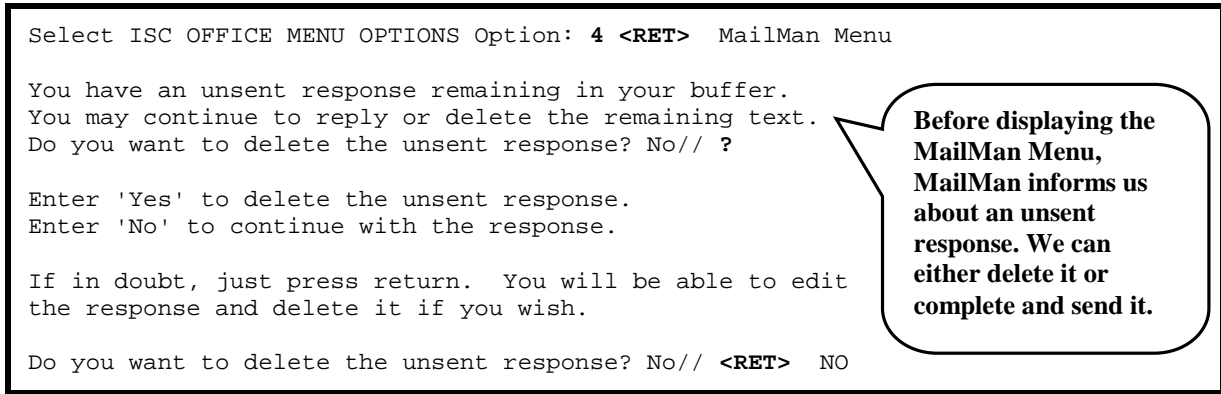 Select ISC OFFICE MENU OPTIONS Option: 4 <RET>  MailMan Menu
You have an unsent response remaining in your buffer.
You may continue to reply or delete the remaining text.
Do you want to delete the unsent response? No// ?
Enter 'Yes' to delete the unsent response.
Enter 'No' to continue with the response.
If in doubt, just press return.  You will be able to edit
the response and delete it if you wish.
Do you want to delete the unsent response? No// <RET>  NO
Before displaying the
MailMan Menu,
MailMan informs us
about an unsent
response. We can
either delete it or
complete and send it.